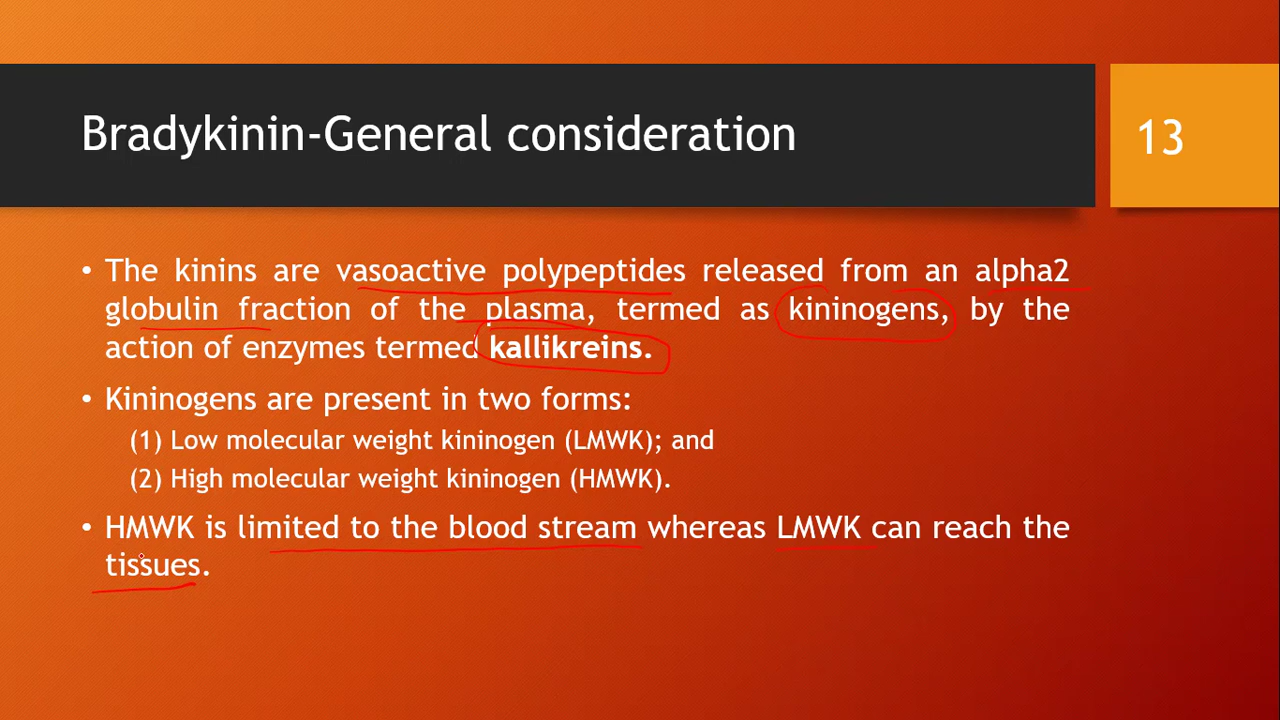 Bradykinin-General consideration
13
• The kinins are vasoactive polypeptides released from an alpha2
globulin fraction of the plasma, termed as kininogens, by the
action of enzymes termed kallikreins.
• Kininogens are present in two forms:
(1) Low molecular weight kininogen (LMWK); and
(2) High molecular weight kininogen (HMWK).
• HMWK is limited to the blood stream whereas LMWK can reach the
tissues.